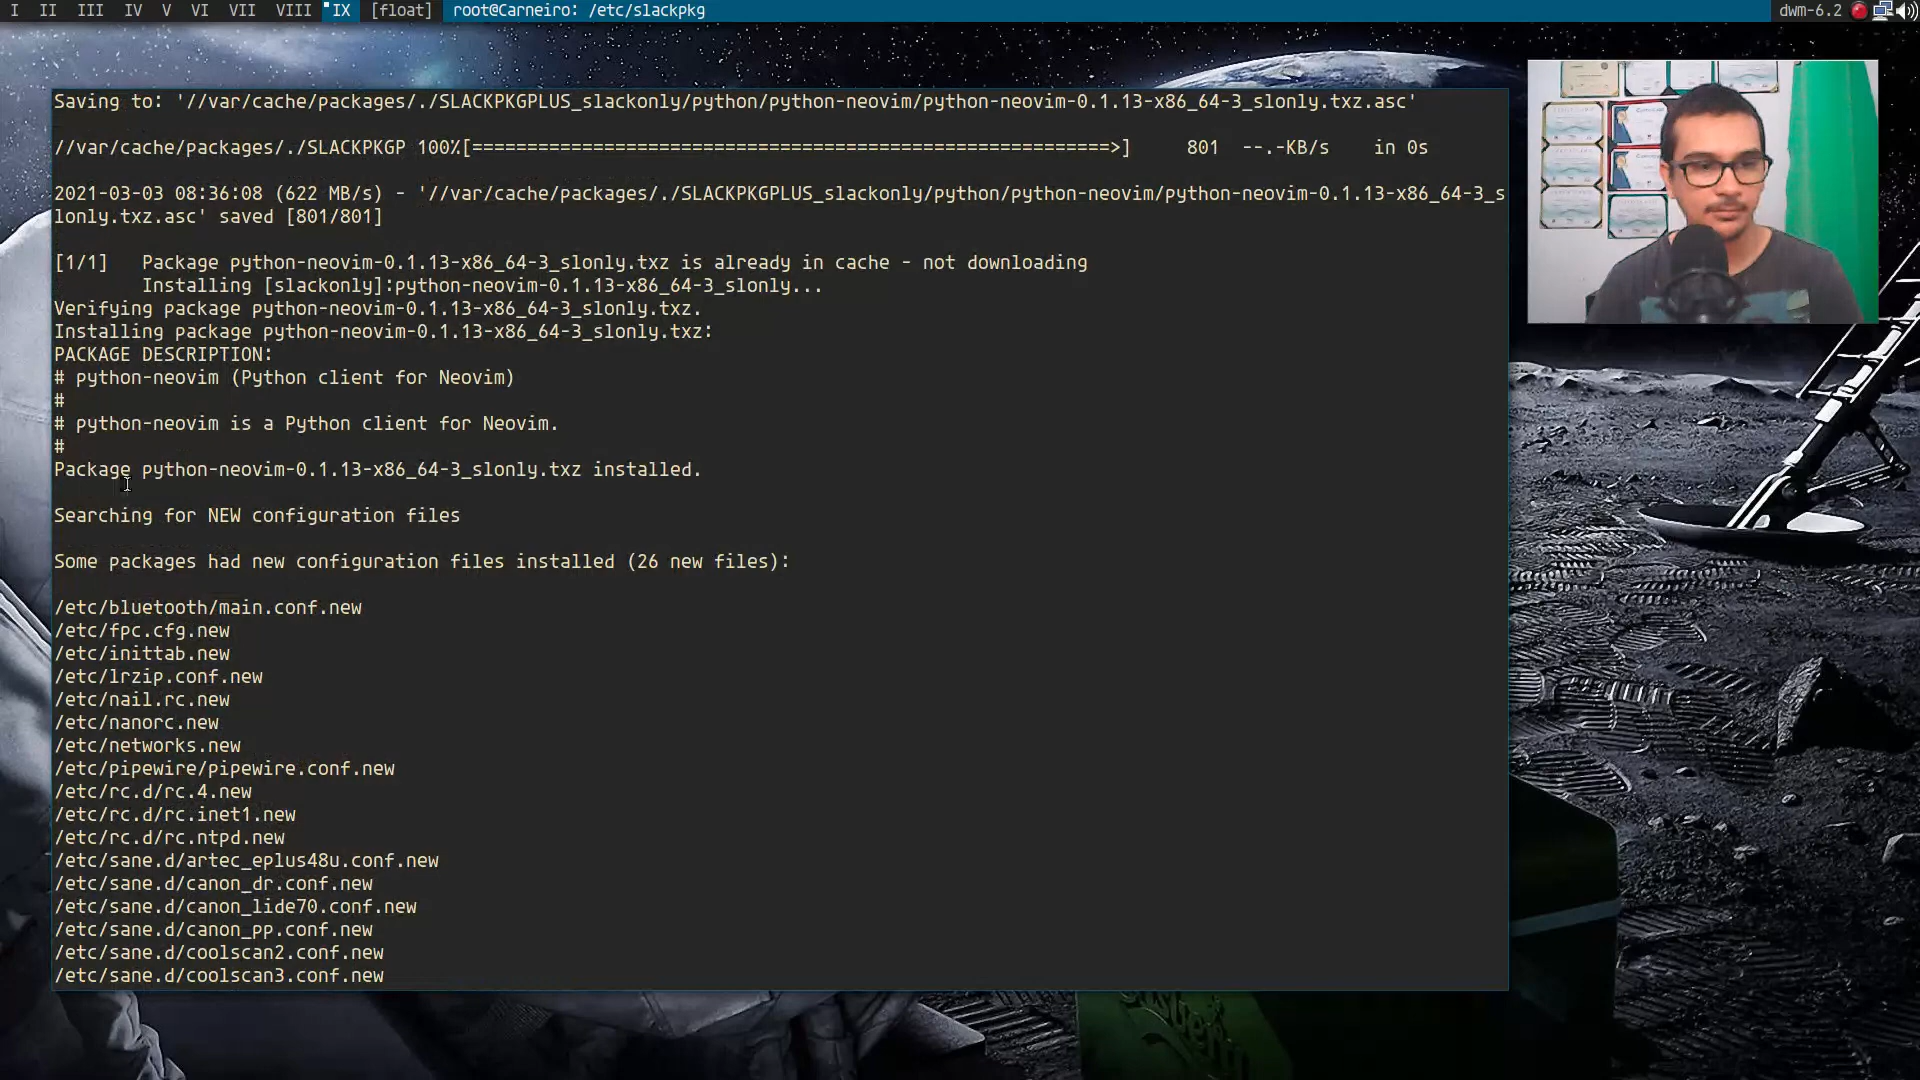 I II III IV V VI VII VIII IX [float] root@Carneiro: /etc/slackpkg dwm-6.2
Saving to: '//var/cache/packages/./SLACKPKGPLUS_slackonly/python/python-neovim/python-neovim-0.1.13-x86_64-3_slonly.txz.asc'
//var/cache/packages/./SLACKPKGP 100%[==========================================================>] 801 --.-KB/s in 0s
2021-03-03 08:36:08 (622 MB/s) - '//var/cache/packages/./SLACKPKGPLUS_slackonly/python/python-neovim/python-neovim-0.1.13-x86_64-3_s
lonly.txz.asc' saved [801/801]
[1/1] Package python-neovim-0.1.13-x86_64-3_slonly.txz is already in cache - not downloading
Installing [slackonly]:python-neovim-0.1.13-x86_64-3_slonly...
Verifying package python-neovim-0.1.13-x86_64-3_slonly.txz.
Installing package python-neovim-0.1.13-x86_64-3_slonly.txz:
PACKAGE DESCRIPTION:
# python-neovim (Python client for Neovim)
#
# python-neovim is a Python client for Neovim.
#
Package python-neovim-0.1.13-x86_64-3_slonly.txz installed.
Searching for NEW configuration files
Some packages had new configuration files installed (26 new files):
/etc/bluetooth/main.conf.new
/etc/fpc.cfg.new
/etc/inittab.new
/etc/lrzip.conf.new
/etc/nail.rc.new
/etc/nanorc.new
/etc/networks.new
/etc/pipewire/pipewire.conf.new
/etc/rc.d/rc.4.new
/etc/rc.d/rc.inet1.new
/etc/rc.d/rc.ntpd.new
/etc/sane.d/artec_eplus48u.conf.new
/etc/sane.d/canon_dr.conf.new
/etc/sane.d/canon_lide70.conf.new
/etc/sane.d/canon_pp.conf.new
/etc/sane.d/coolscan2.conf.new
/etc/sane.d/coolscan3.conf.new